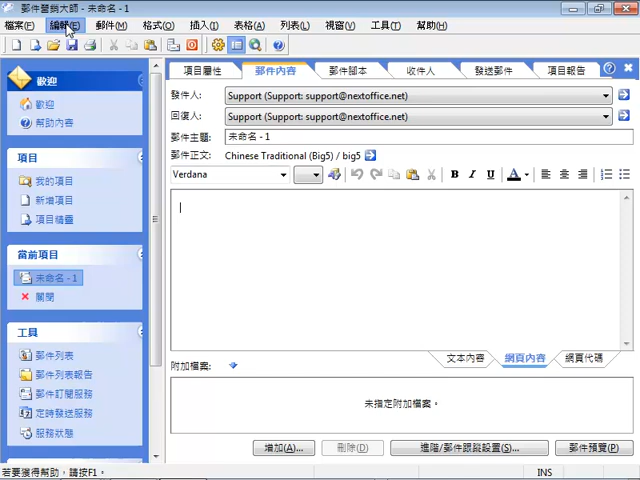 郵件營銷大師 - 未命名 - 1
檔案(F) 編輯(E) 郵件(M) 格式(O) 插入(I) 表格(A) 列表(L) 視窗(V) 工具(T) 幫助(H)
歡迎
歡迎
幫助內容
項目
我的項目
新增項目
項目精靈
當前項目
未命名 - 1
關閉
工具
郵件列表
郵件列表報告
郵件訂閱服務
定時發送服務
服務狀態
項目屬性 郵件內容 郵件腳本 收件人 發送郵件 項目報告
發件人: Support (Support: support@nextoffice.net)
回復人: Support (Support: support@nextoffice.net)
郵件主題: 未命名 - 1
郵件正文: Chinese Traditional (Big5) / big5
Verdana B I U A
文本內容 網頁內容 網頁代碼
附加檔案:
未指定附加檔案。
增加(A)... 刪除(D) 進階/郵件跟蹤設置(S)... 郵件預覽(P)
若要獲得幫助，請按F1。 INS